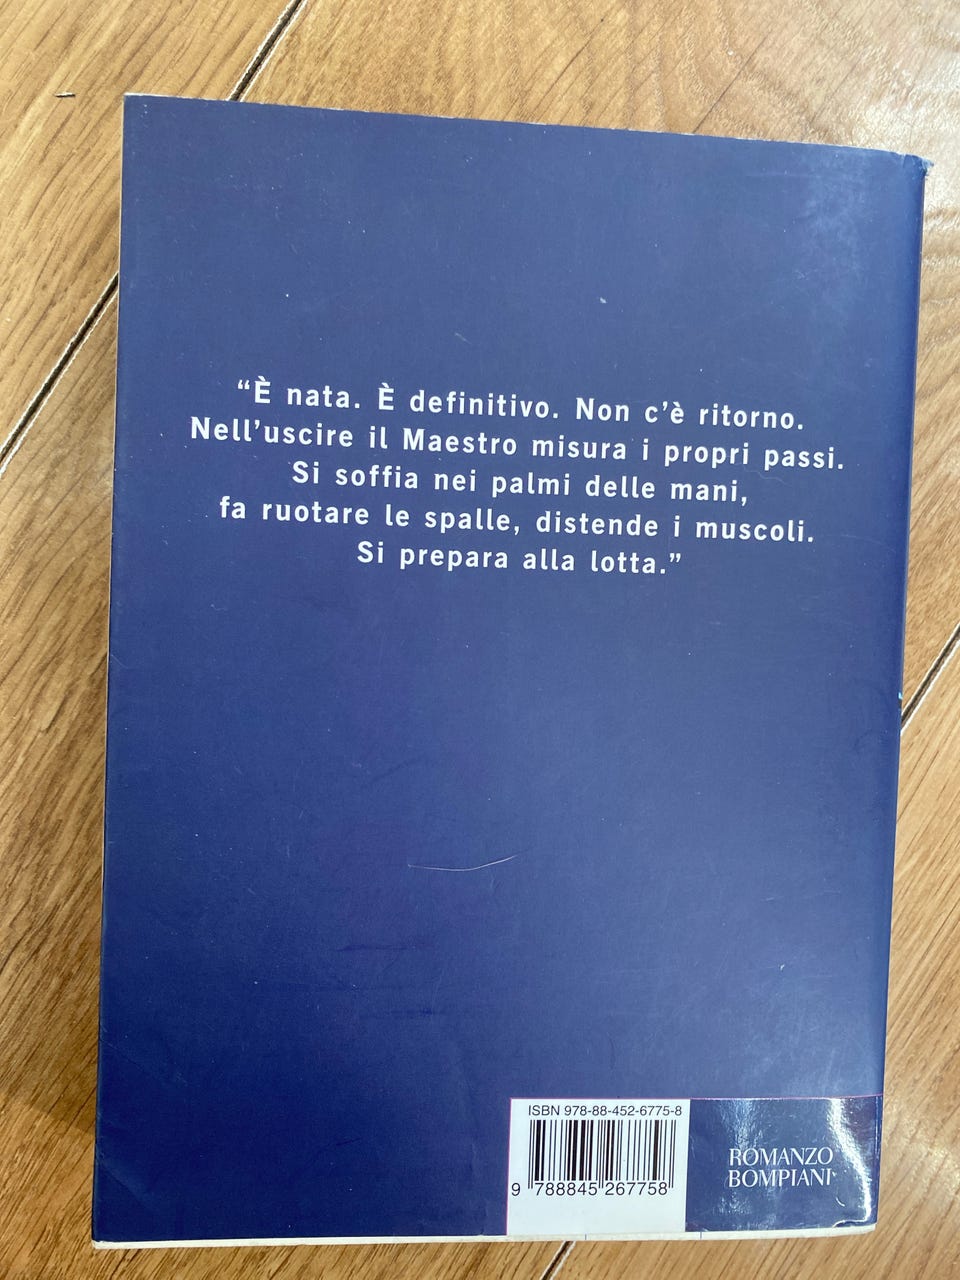 “È nata. È definitivo. Non c’è ritorno.
Nell’uscire il Maestro misura i propri passi.
Si soffia nei palmi delle mani,
fa ruotare le spalle, distende i muscoli.
Si prepara alla lotta.”
ISBN 978-88-452-6775-8
9 788845 267758
ROMANZO
BOMPIANI